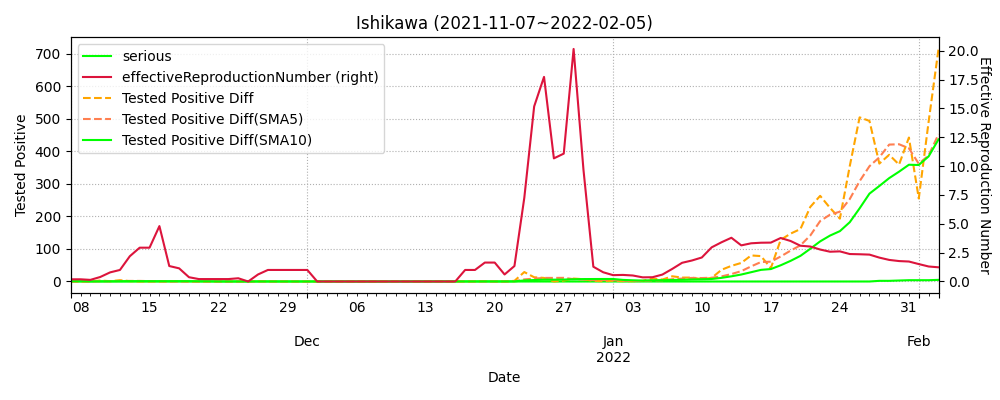 Ishikawa (2021-11-07~2022-02-05)
serious
effectiveReproductionNumber (right)
Tested Positive Diff
Tested Positive Diff(SMA5)
Tested Positive Diff(SMA10)
Tested Positive
700
600
500
400
300
200
100
0
20.0
17.5
15.0
12.5
10.0
7.5
5.0
2.5
0.0
Effective Reproduction Number
08 15 22 29 06 13 20 27 03 10 17 24 31
Dec Jan Feb
2022
Date